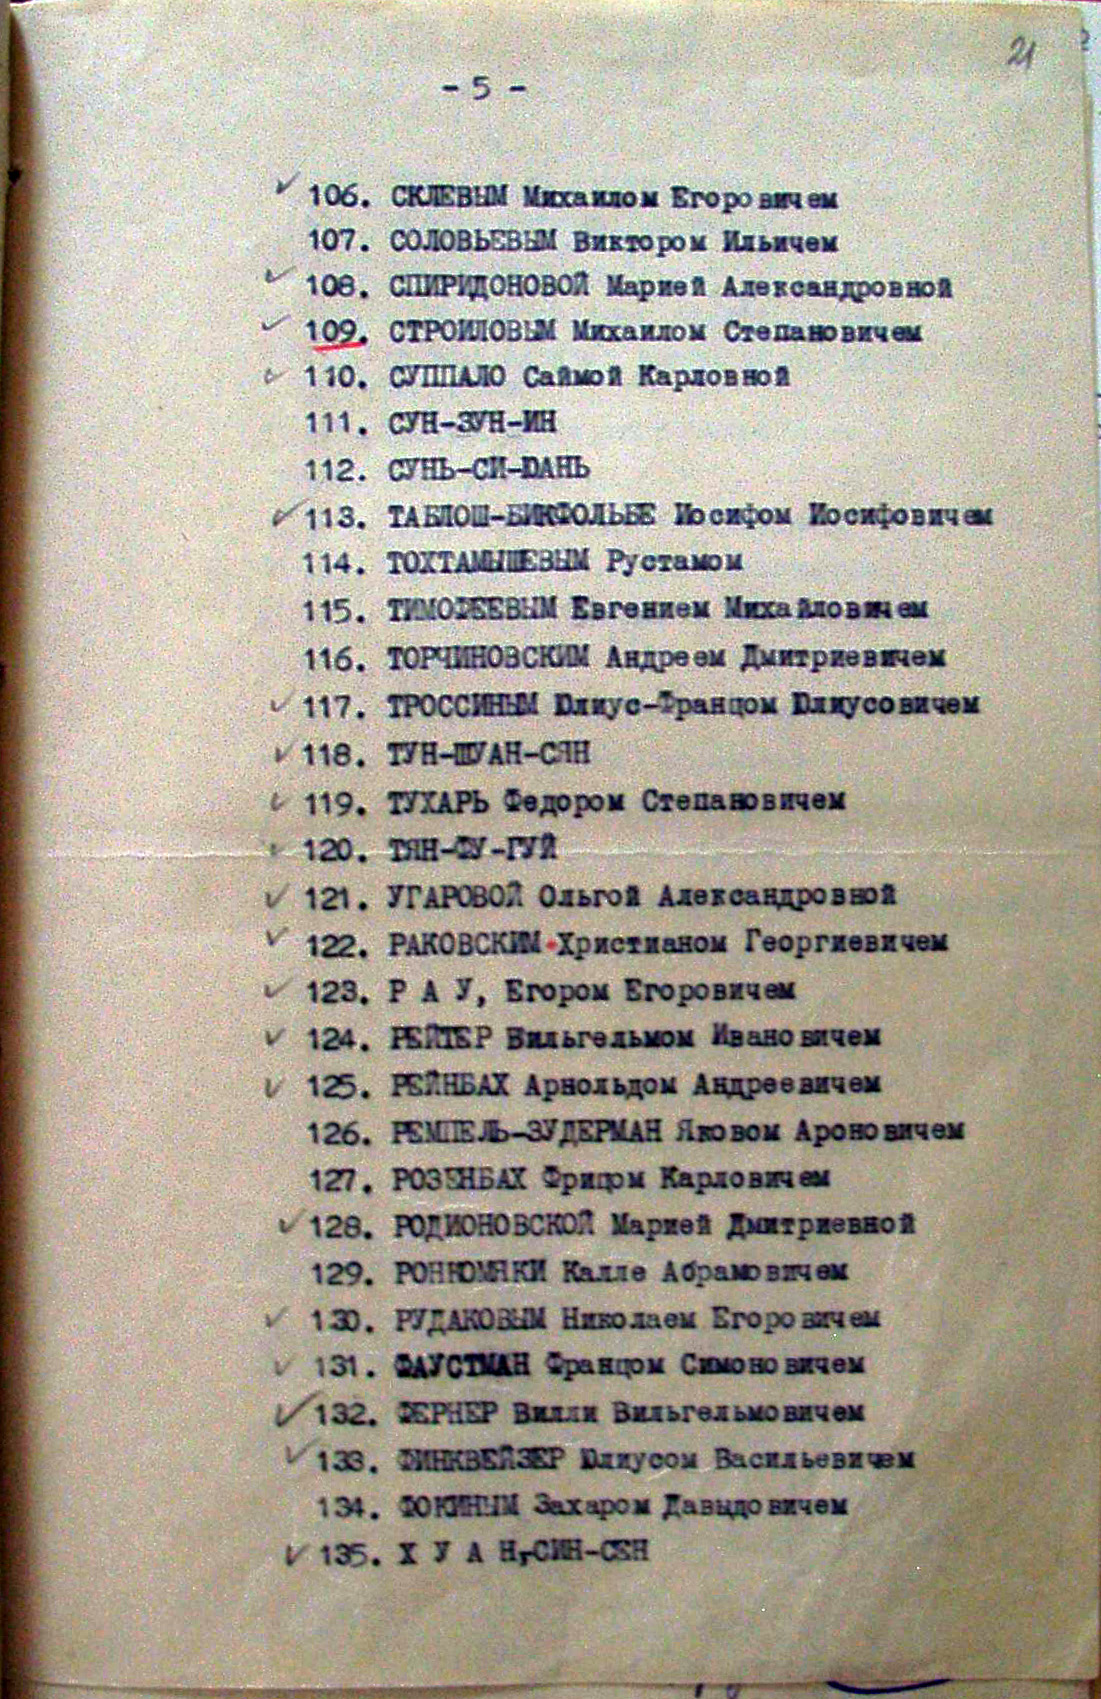 21
- 5 -
106. СКЛЕВЫМ Михаилом Егоровичем
107. СОЛОВЬЕВЫМ Виктором Ильичем
108. СПИРИДОНОВОЙ Марией Александровной
109. СТРОИЛОВЫМ Михаилом Степановичем
110. СУППАЛО Саймой Карловной
111. СУН-ЗУН-ИН
112. СУНЬ-СИ-ЮАНЬ
113. ТАБЛОШ-БИКФОЛЬБЕ Иосифом Иосифовичем
114. ТОХТАМЫШЕВЫМ Рустамом
115. ТИМОФЕЕВЫМ Евгением Михайловичем
116. ТОРЧИНОВСКИМ Андреем Дмитриевичем
117. ТРОССИНЫМ Юлиус-Францом Юлиусовичем
118. ТУН-ШУАН-СЯН
119. ТУХАРЬ Федором Степановичем
120. ТЯН-ФУ-ГУЙ
121. УГАРОВОЙ Ольгой Александровной
122. РАКОВСКИМ Христианом Георгиевичем
123. Р А У, Егором Егоровичем
124. РЕЙТЕР Вильгельмом Ивановичем
125. РЕЙНБАХ Арнольдом Андреевичем
126. РЕМПЕЛЬ-ЗУДЕРМАН Яковом Ароновичем
127. РОЗЕНБАХ Фрицом Карловичем
128. РОДИОНОВСКОЙ Марией Дмитриевной
129. РОНКОМЯКИ Калле Абрамовичем
130. РУДАКОВЫМ Николаем Егоровичем
131. ФАУСТМАН Францом Симоновичем
132. ФЕРНЕР Вилли Вильгельмовичем
133. ФИНКВЕЙЗЕР Юлиусом Васильевичем
134. ФОКИНЫМ Захаром Давыдовичем
135. Х У А Н-СИН-СЕН